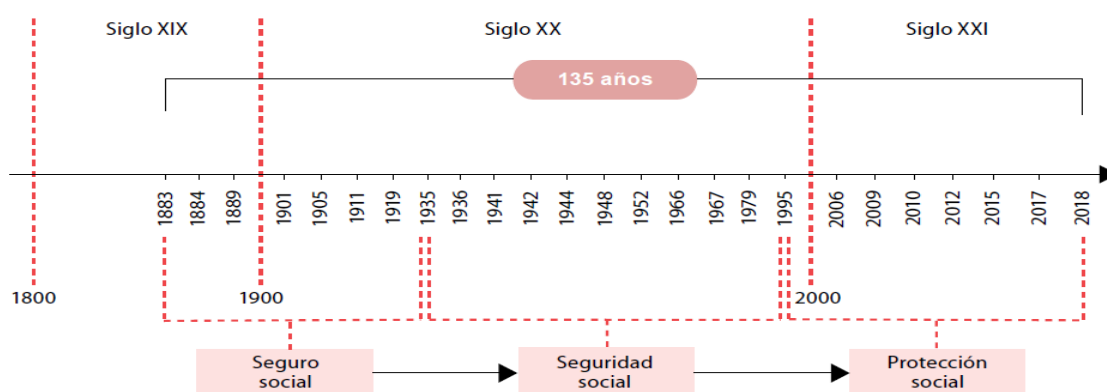 Siglo XIX
Siglo XX
Siglo XXI
135 años
1883
1884
1889
1901
1905
1911
1919
1935
1936
1941
1942
1944
1948
1952
1966
1967
1979
1995
2006
2009
2010
2012
2015
2017
2018
1800
1900
2000
Seguro
social
Seguridad
social
Protección
social